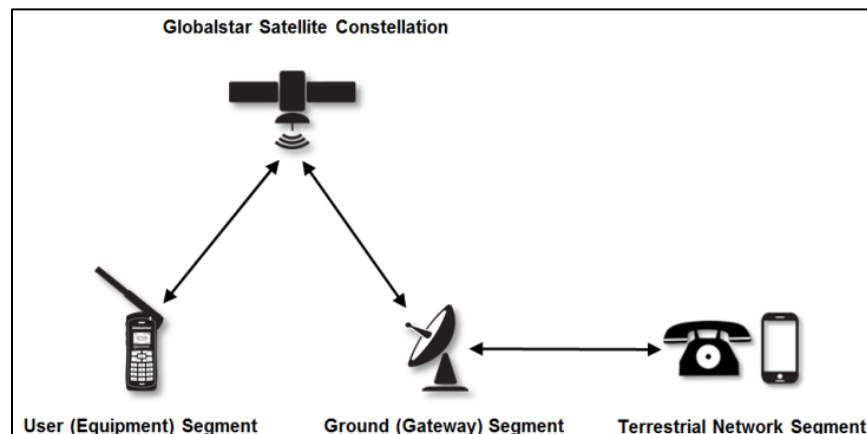 Globalstar Satellite Constellation
User (Equipment) Segment
Ground (Gateway) Segment
Terrestrial Network Segment